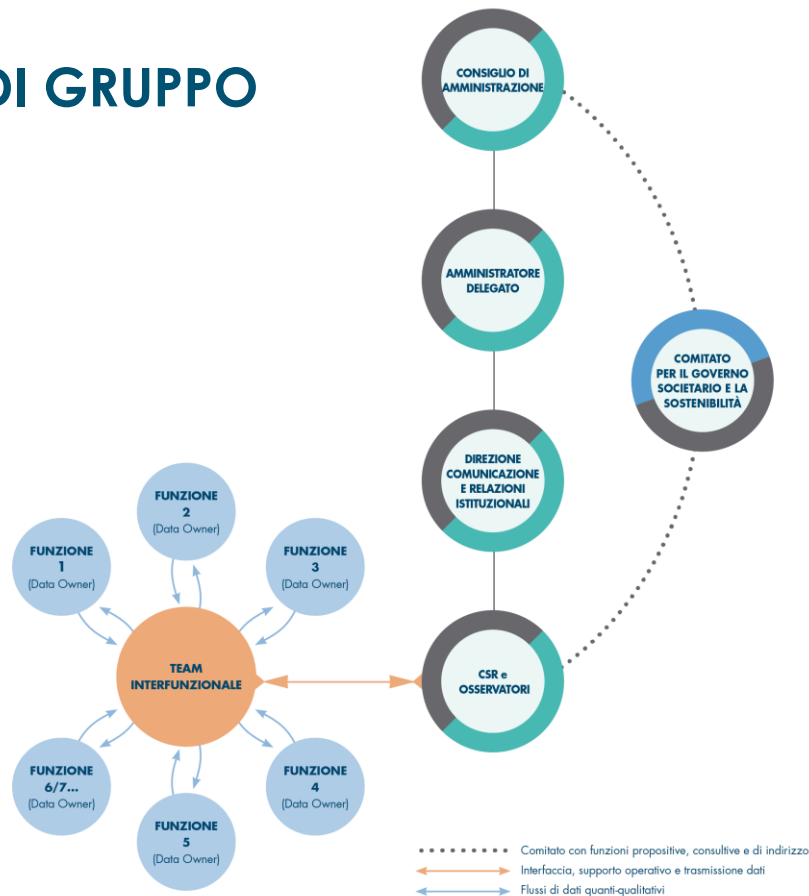 DI GRUPPO
CONSIGLIO DI
AMMINISTRAZIONE
AMMINISTRATORE
DELEGATO
COMITATO
PER IL GOVERNO
SOCIETARIO E LA
SOSTENIBILITÀ
DIREZIONE
COMUNICAZIONE
E RELAZIONI
ISTITUZIONALI
FUNZIONE
2
(Data Owner)
FUNZIONE
1
(Data Owner)
FUNZIONE
3
(Data Owner)
TEAM
INTERFUNZIONALE
CSR e
OSSERVATORI
FUNZIONE
6/7...
(Data Owner)
FUNZIONE
4
(Data Owner)
FUNZIONE
5
(Data Owner)
Comitato con funzioni propositive, consultive e di indirizzo
Interfaccia, supporto operativo e trasmissione dati
Flussi di dati quanti-qualitativi